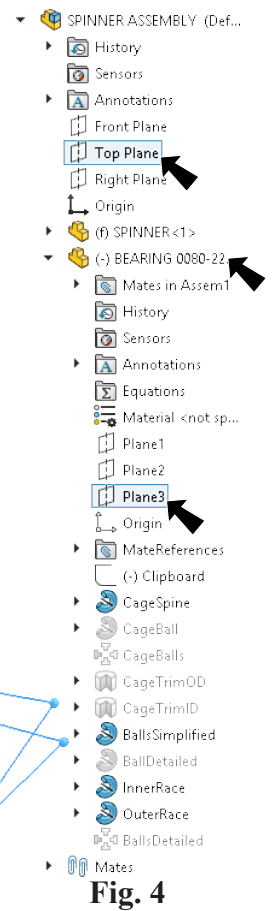 SPINNER ASSEMBLY (Def...
History
Sensors
Annotations
Front Plane
Top Plane
Right Plane
Origin
(f) SPINNER<1>
(-) BEARING 0080-22...
Mates in Assem1
History
Sensors
Annotations
Equations
Material <not sp...
Plane1
Plane2
Plane3
Origin
MateReferences
(-) Clipboard
CageSpine
CageBall
CageBalls
CageTrimOD
CageTrimID
BallsSimplified
BallDetailed
InnerRace
OuterRace
BallsDetailed
Mates
Fig. 4